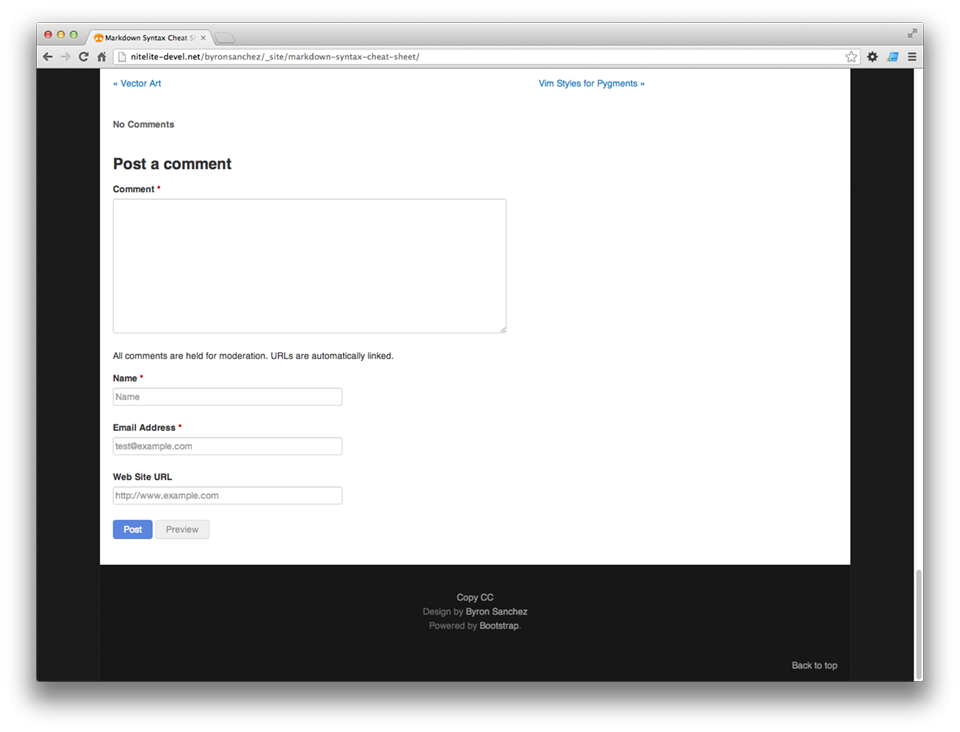 Markdown Syntax Cheat S
nitelite-devel.net/byronsanchez/_site/markdown-syntax-cheat-sheet/
« Vector Art
Vim Styles for Pygments »
No Comments
Post a comment
Comment *
All comments are held for moderation. URLs are automatically linked.
Name *
Name
Email Address *
test@example.com
Web Site URL
http://www.example.com
Post Preview
Copy CC
Design by Byron Sanchez
Powered by Bootstrap.
Back to top